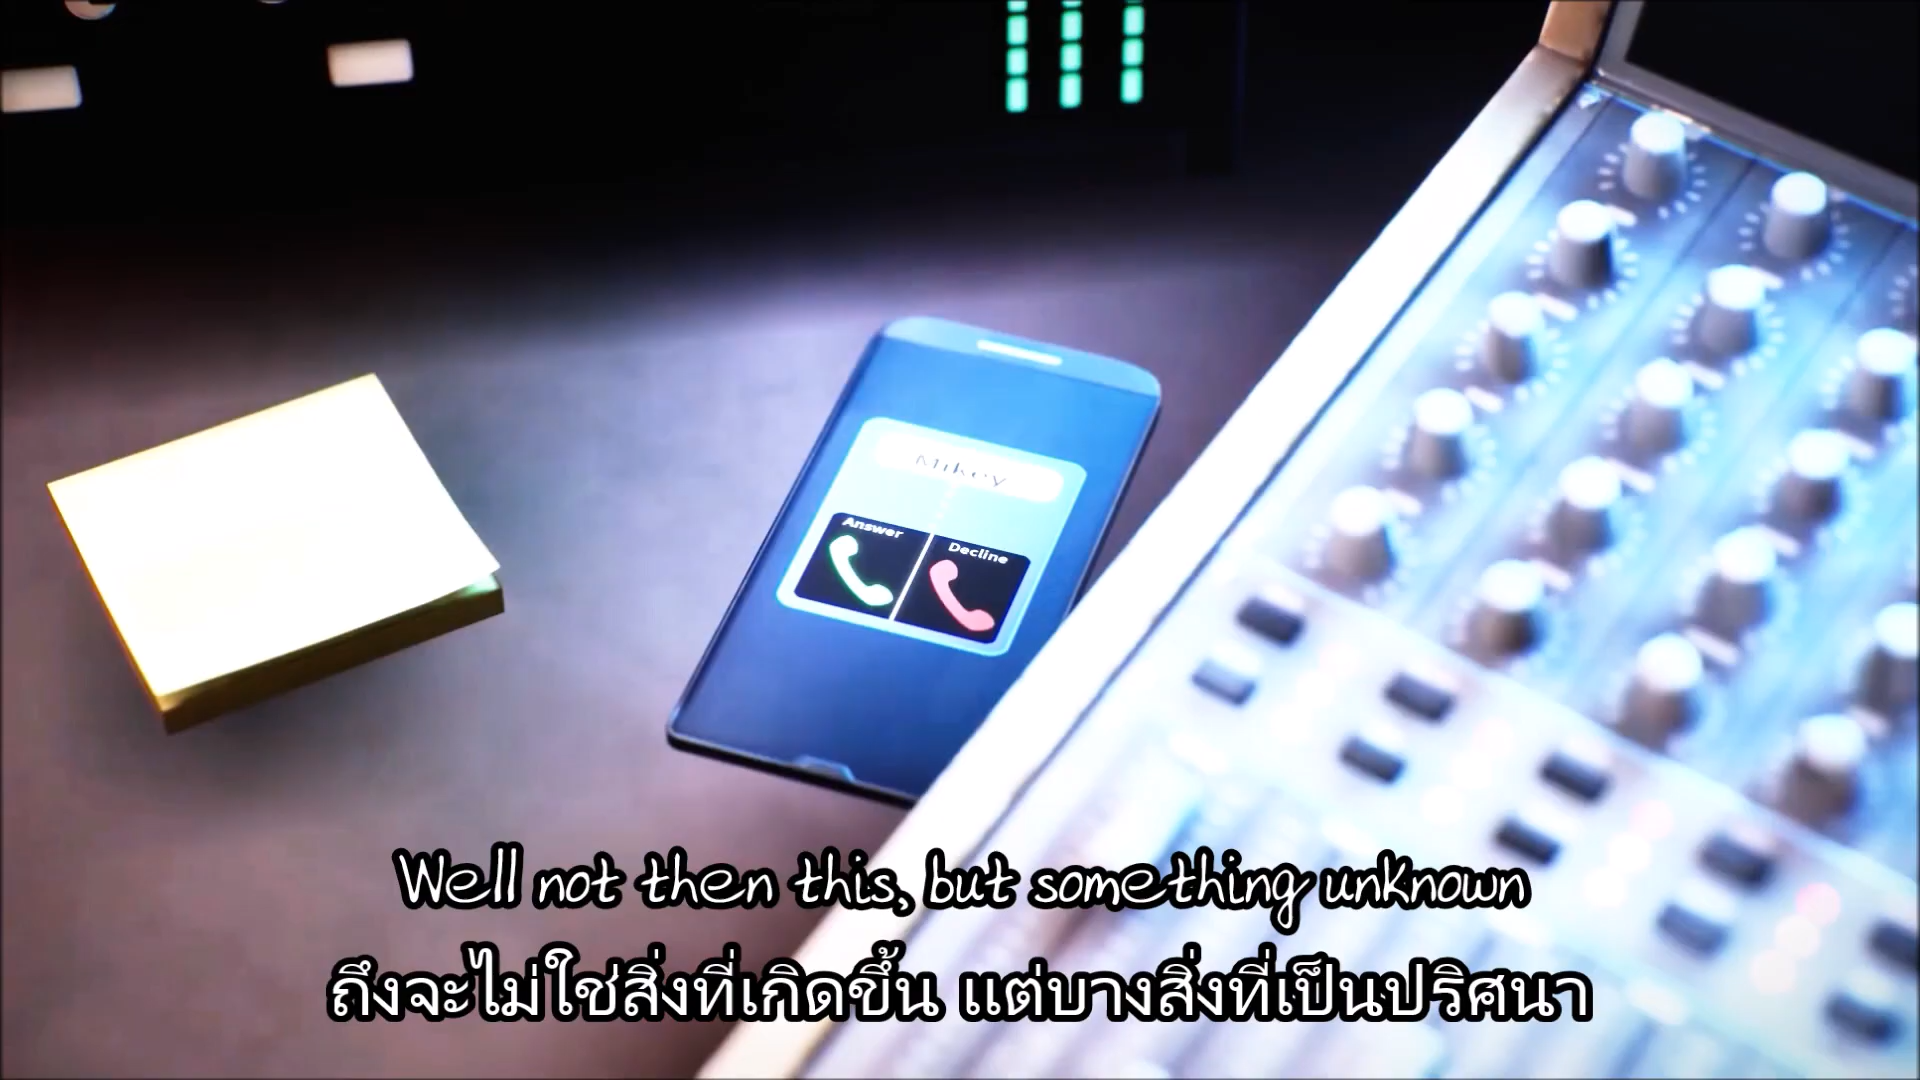 Mikey
Answer
Decline
Well not then this, but something unknown
ถึงจะไม่ใช่สิ่งที่เกิดขึ้น แต่บางสิ่งที่เป็นปริศนา